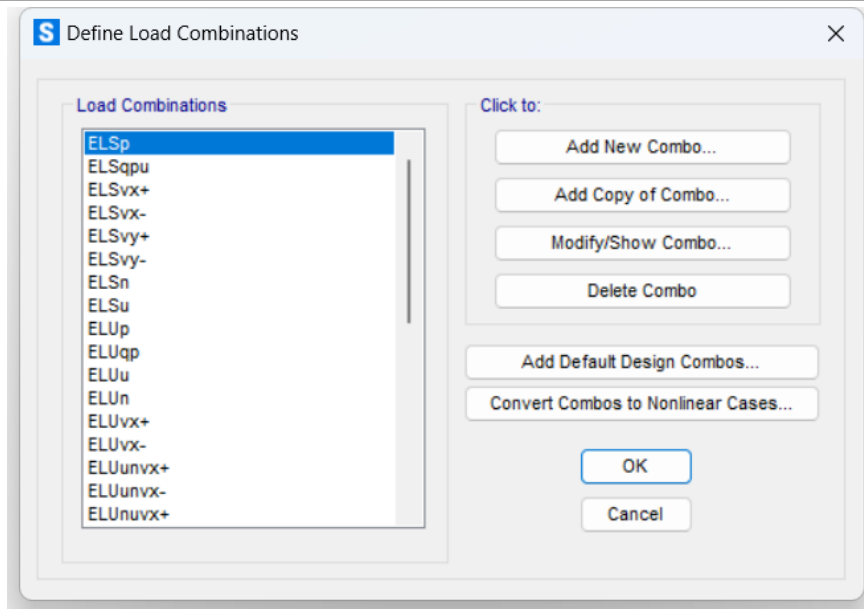 S Define Load Combinations
Load Combinations
ELSp
ELSqpu
ELSvx+
ELSvx-
ELSvy+
ELSvy-
ELSn
ELSu
ELUp
ELUqp
ELUu
ELUn
ELUvx+
ELUvx-
ELUunvx+
ELUunvx-
ELUnuvx+
Click to:
Add New Combo...
Add Copy of Combo...
Modify/Show Combo...
Delete Combo
Add Default Design Combos...
Convert Combos to Nonlinear Cases...
OK
Cancel